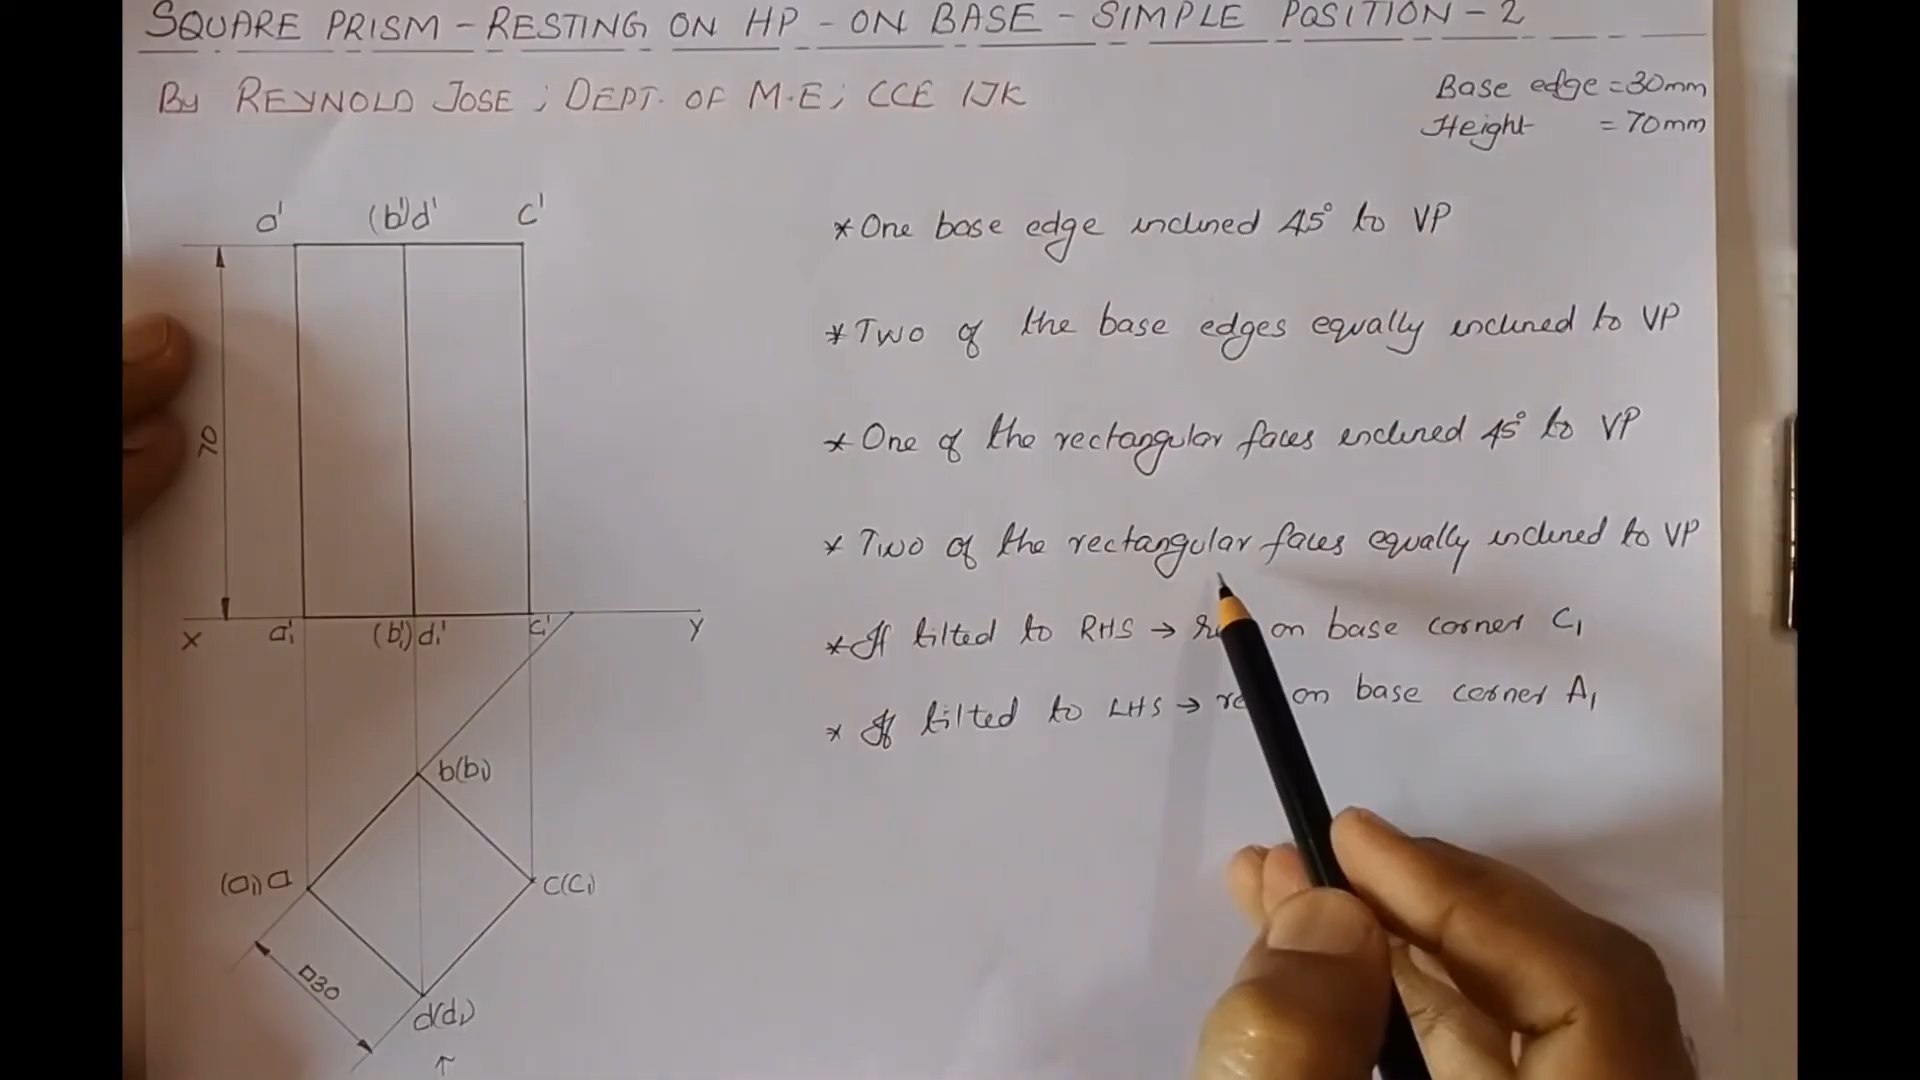 SQUARE PRISM - RESTING ON HP - ON BASE - SIMPLE POSITION - 2
By REYNOLD JOSE ; DEPT. OF M.E ; CCE IJK
Base edge = 30mm
Height = 70mm
a' (b')d' c'
* One base edge inclined 45° to VP
* Two of the base edges equally inclined to VP
* One of the rectangular faces inclined 45° to VP
70
* Two of the rectangular faces equally inclined to VP
X a₁' (b₁')d₁' c₁' Y
* If tilted to RHS → on base corner C₁
* If tilted to LHS → on base corner A₁
b(b₁)
(a₁)a c(c₁)
□30
d(d₁)
↑